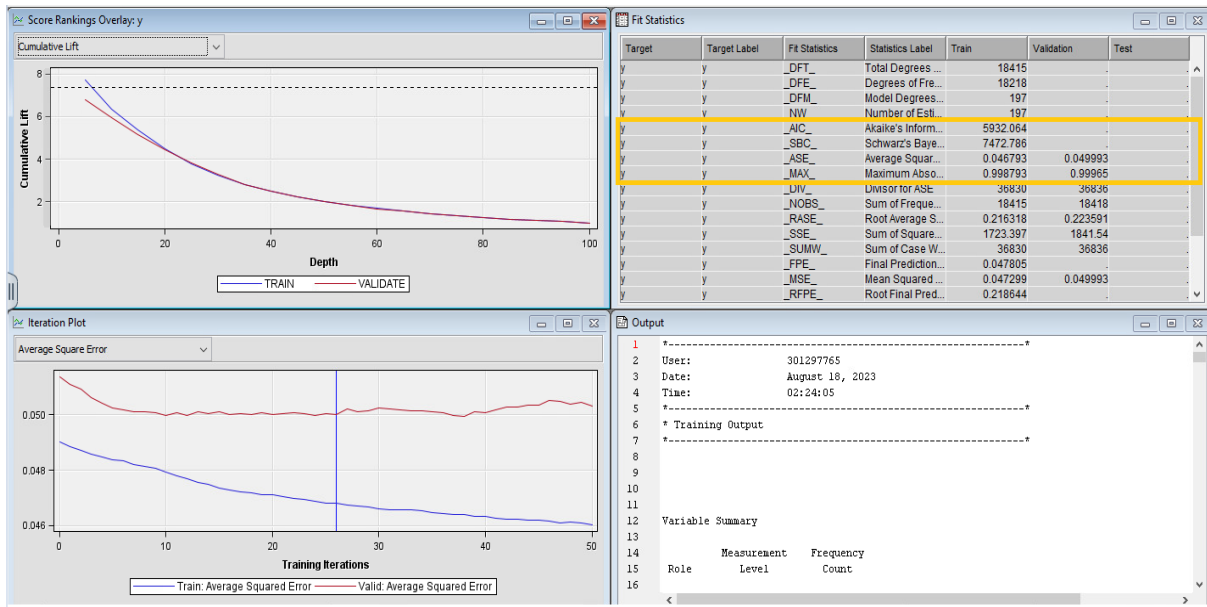 Score Rankings Overlay: y
Cumulative Lift
8
6
4
2
Cumulative Lift
0 20 40 60 80 100
Depth
TRAIN VALIDATE
Fit Statistics
Target Target Label Fit Statistics Statistics Label Train Validation Test
y y _DFT_ Total Degrees ... 18415 . .
y y _DFE_ Degrees of Fre... 18218 . .
y y _DFM_ Model Degrees... 197 . .
y y _NW_ Number of Esti... 197 . .
y y _AIC_ Akaike's Inform... 5932.064 . .
y y _SBC_ Schwarz's Baye... 7472.786 . .
y y _ASE_ Average Squar... 0.046793 0.049993 .
y y _MAX_ Maximum Abso... 0.998793 0.99965 .
y y _DIV_ Divisor for ASE 36830 36836 .
y y _NOBS_ Sum of Freque... 18415 18418 .
y y _RASE_ Root Average S... 0.216318 0.223591 .
y y _SSE_ Sum of Square... 1723.397 1841.54 .
y y _SUMW_ Sum of Case W... 36830 36836 .
y y _FPE_ Final Prediction... 0.047805 . .
y y _MSE_ Mean Squared ... 0.047299 0.049993 .
y y _RFPE_ Root Final Pred... 0.218644 . .
Iteration Plot
Average Square Error
0.050
0.048
0.046
0 10 20 30 40 50
Training Iterations
Train: Average Squared Error Valid: Average Squared Error
Output
1 *------------------------------------------------------------*
2 User: 301297765
3 Date: August 18, 2023
4 Time: 02:24:05
5 *------------------------------------------------------------*
6 * Training Output
7 *------------------------------------------------------------*
8
9
10
11
12 Variable Summary
13
14 Measurement Frequency
15 Role Level Count
16